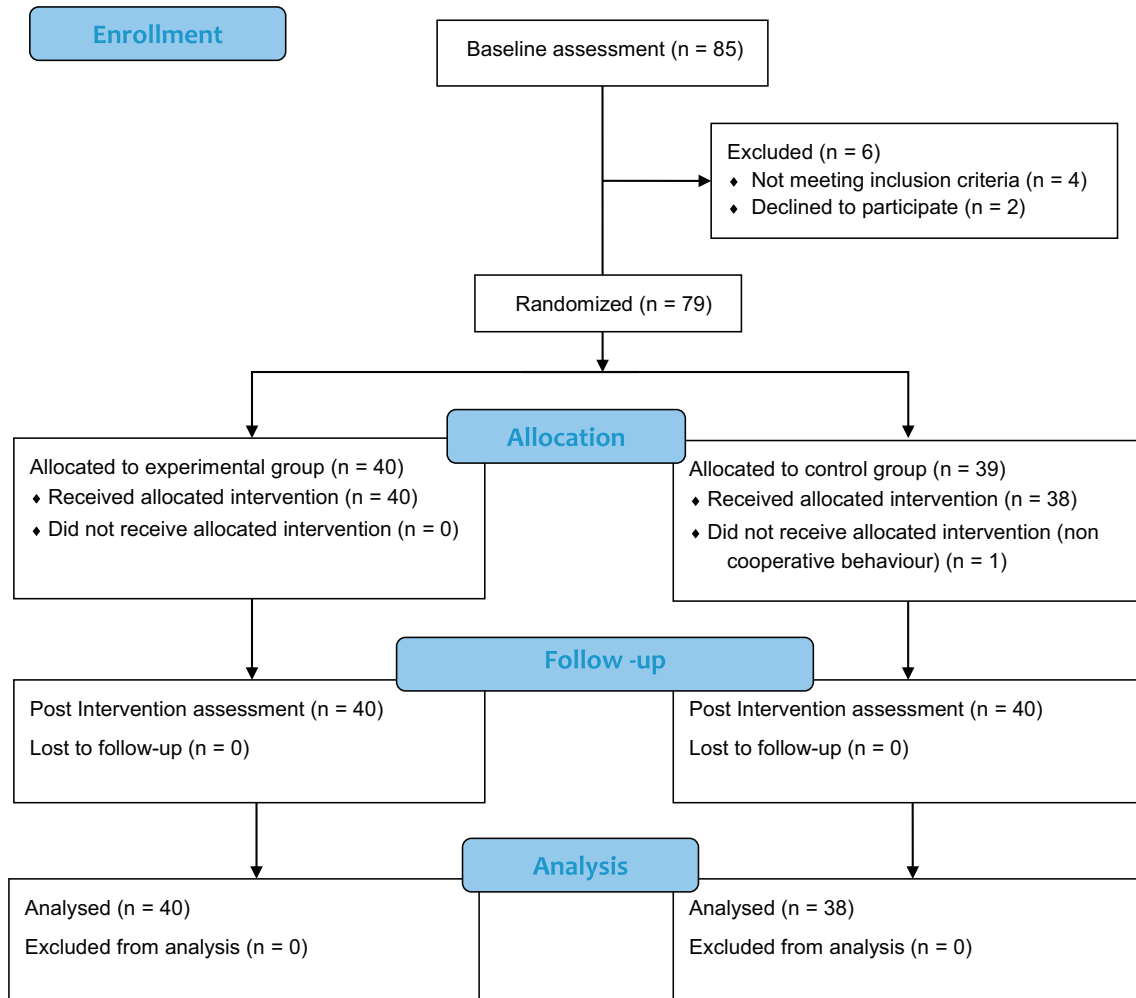 Enrollment
Baseline assessment (n = 85)
Excluded (n = 6)
♦ Not meeting inclusion criteria (n = 4)
♦ Declined to participate (n = 2)
Randomized (n = 79)
Allocation
Allocated to experimental group (n = 40)
♦ Received allocated intervention (n = 40)
♦ Did not receive allocated intervention (n = 0)
Allocated to control group (n = 39)
♦ Received allocated intervention (n = 38)
♦ Did not receive allocated intervention (non
cooperative behaviour) (n = 1)
Follow -up
Post Intervention assessment (n = 40)
Lost to follow-up (n = 0)
Post Intervention assessment (n = 40)
Lost to follow-up (n = 0)
Analysis
Analysed (n = 40)
Excluded from analysis (n = 0)
Analysed (n = 38)
Excluded from analysis (n = 0)